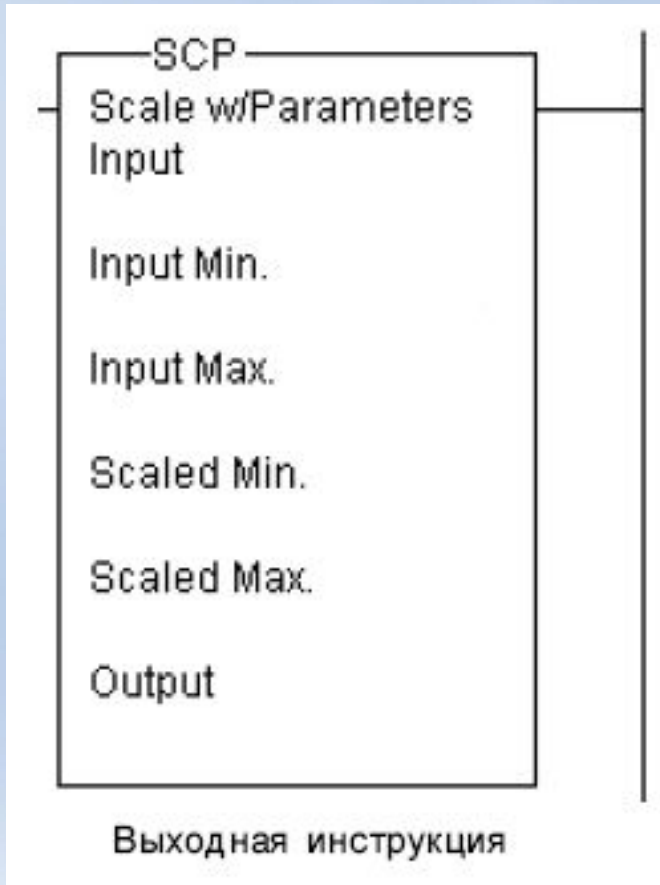 SCP
Scale w/Parameters
Input
Input Min.
Input Max.
Scaled Min.
Scaled Max.
Output
Выходная инструкция